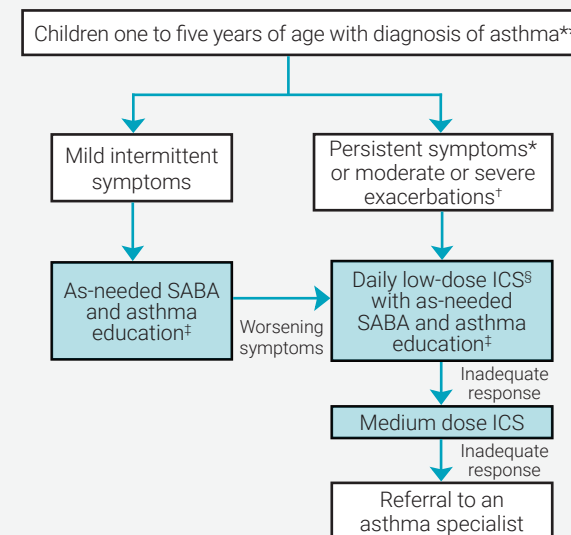 Children one to five years of age with diagnosis of asthma**
Mild intermittent
symptoms
Persistent symptoms*
or moderate or severe
exacerbations†
As-needed SABA
and asthma
education‡
Worsening
symptoms
Daily low-dose ICS§
with as-needed
SABA and asthma
education‡
Inadequate
response
Medium dose ICS
Inadequate
response
Referral to an
asthma specialist